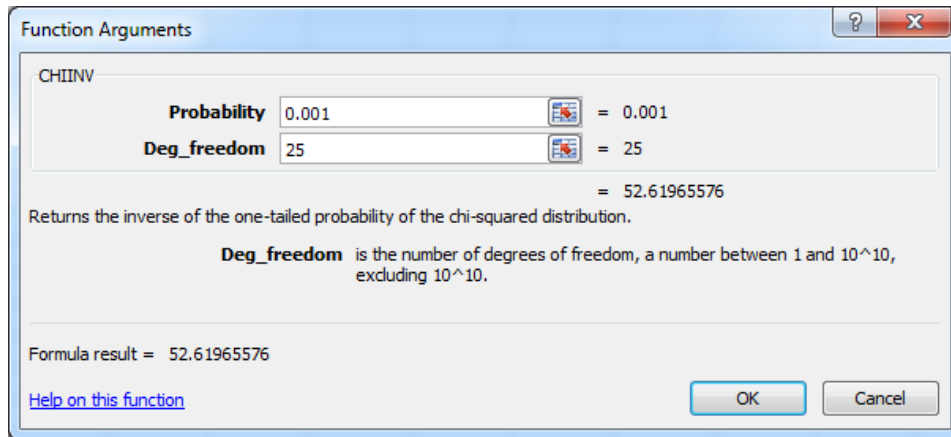 Function Arguments
CHIINV
Probability 0.001 = 0.001
Deg_freedom 25 = 25
= 52.61965576
Returns the inverse of the one-tailed probability of the chi-squared distribution.
Deg_freedom is the number of degrees of freedom, a number between 1 and 10^10,
excluding 10^10.
Formula result = 52.61965576
Help on this function
OK Cancel